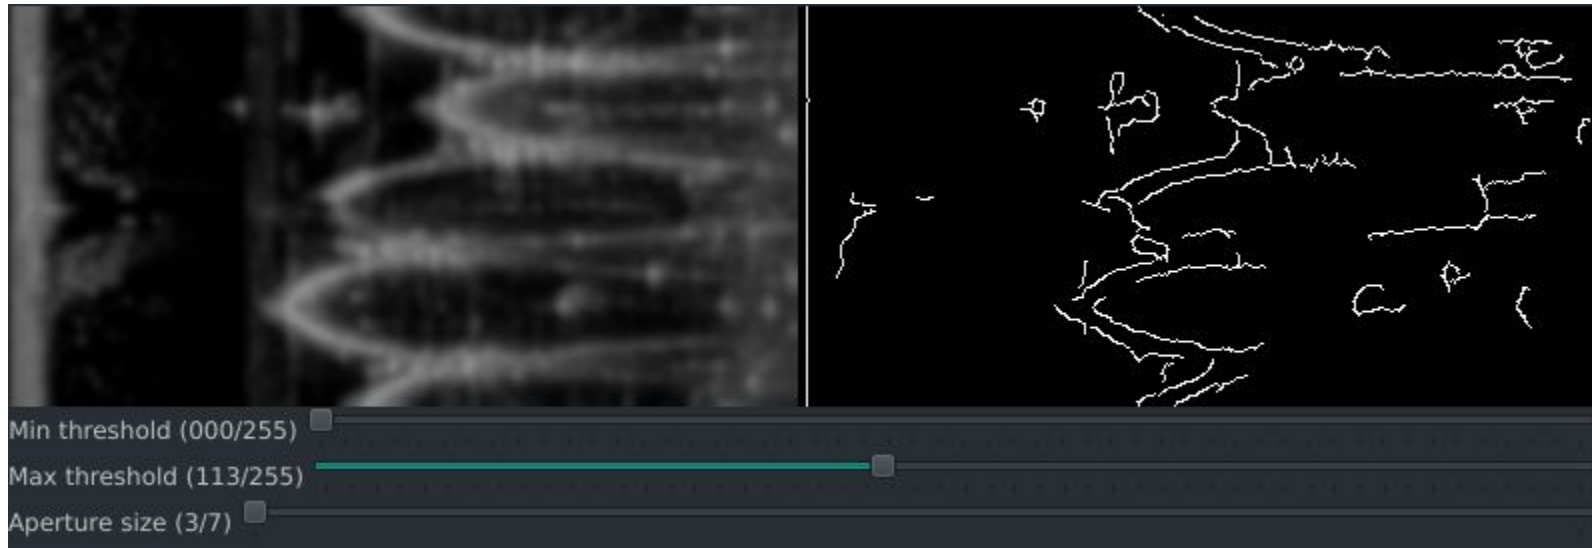 Min threshold (000/255)
Max threshold (113/255)
Aperture size (3/7)